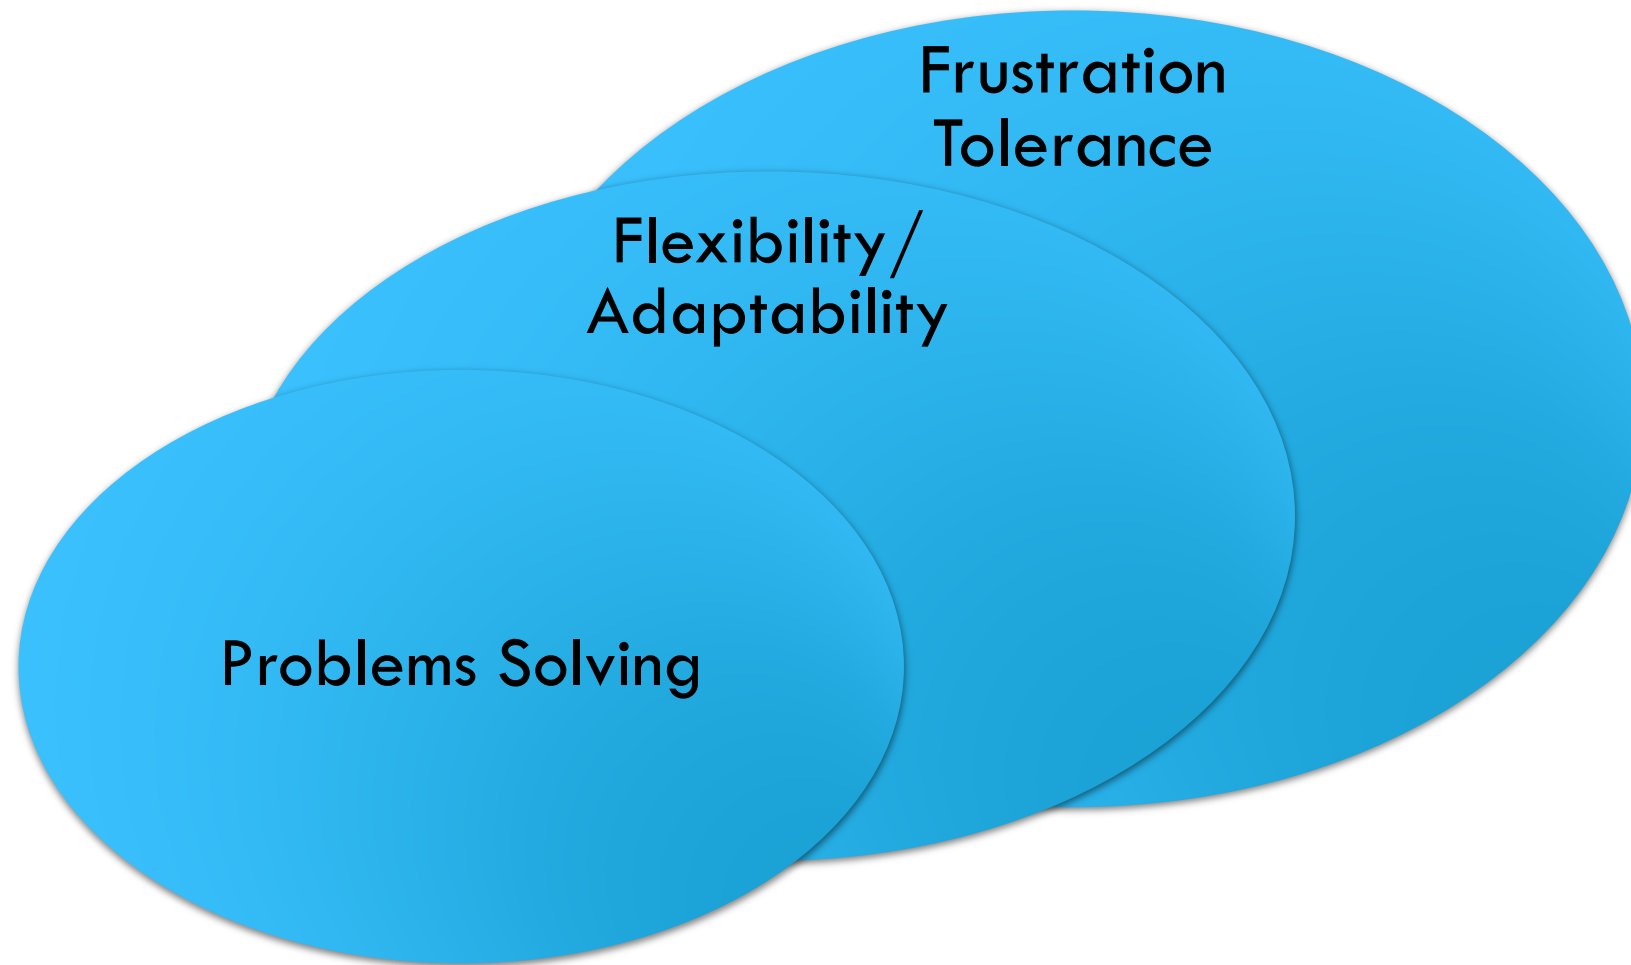 Frustration
Tolerance
Flexibility/
Adaptability
Problems Solving